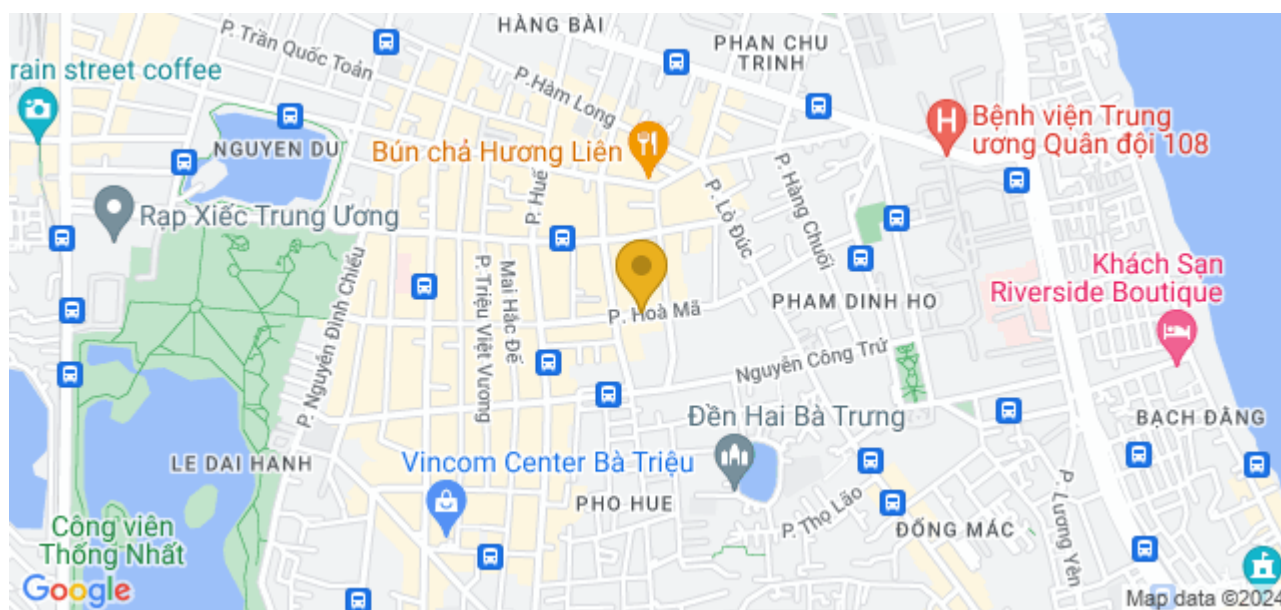 HÀNG BÀI
P. Trần Quốc Toản
PHAN CHU
TRINH
rain street coffee
P.Hàm Long
Bệnh viện Trung
ương Quân đội 108
NGUYEN DU
Bún chả Hương Liên
P. Huế
P. Lò Đúc
P. Hàng Chuối
Rạp Xiếc Trung Ương
P. Nguyễn Đình Chiểu
P. Triệu Việt Vương
Mai Hắc Đế
Khách Sạn
Riverside Boutique
P. Hoà Mã
PHAM DINH HO
Nguyễn Công Trứ
Đền Hai Bà Trưng
BẠCH ĐẰNG
LE DAI HANH
Vincom Center Bà Triệu
PHO HUE
P. Thọ Lão
P. Lương Yên
ĐỐNG MÁC
Công viên
Thống Nhất
Google
Map data ©2024